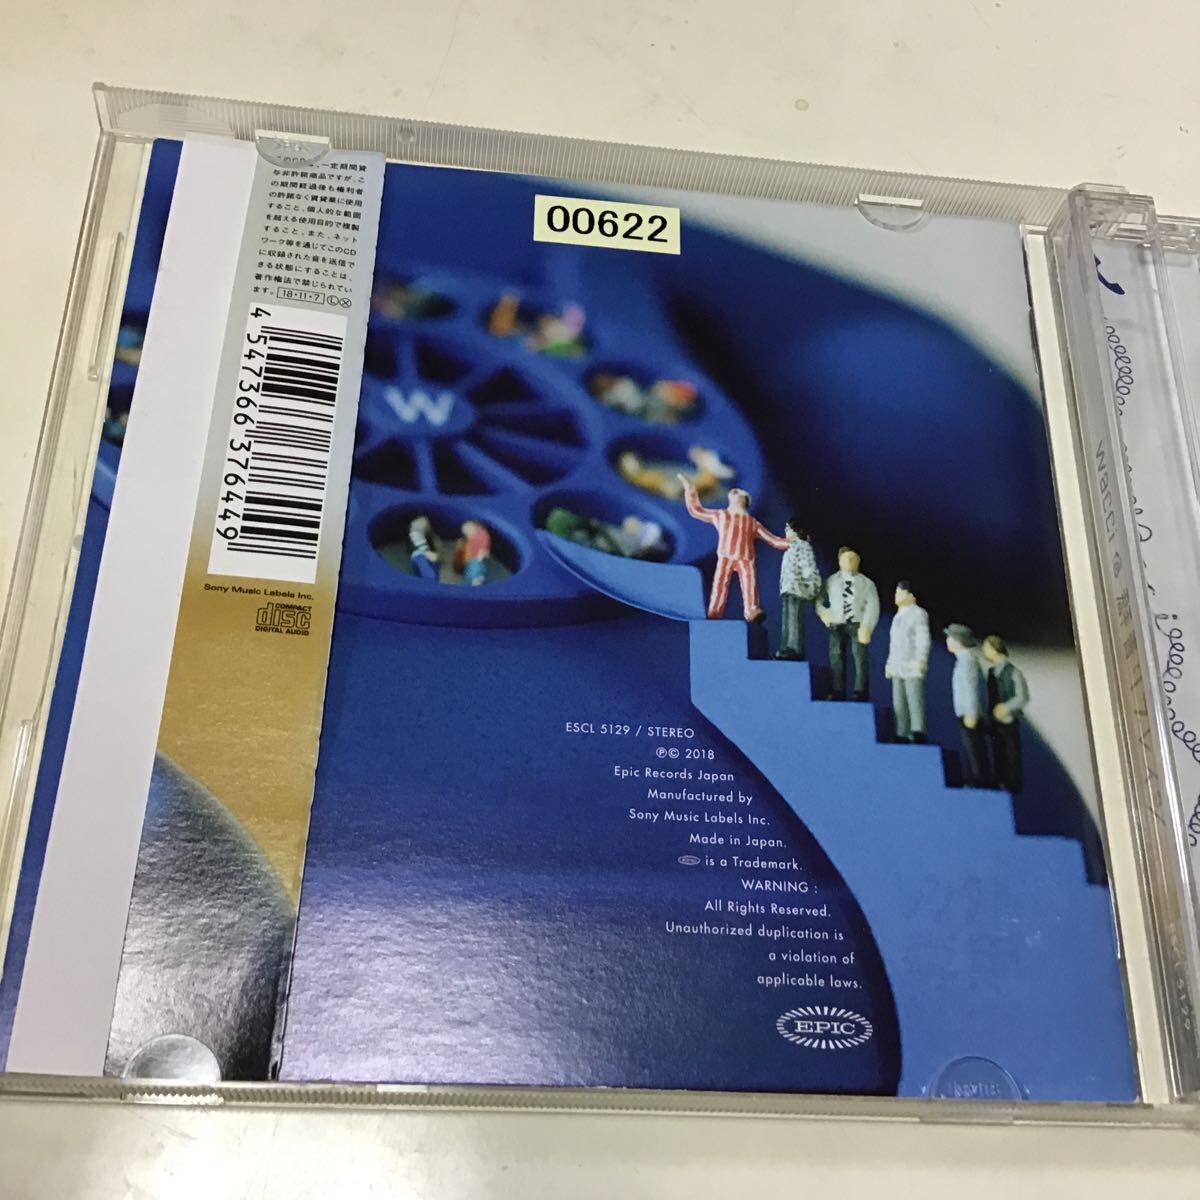 このCDは、一定期間貸
与非許諾商品ですが、こ
の期間経過後も権利者
の許諾なく賃貸業に使用
すること、個人的な範囲
を超える使用目的で複製
すること、また、ネット
ワーク等を通じてこのCD
に収録された音を送信で
きる状態にすることは、
著作権法で禁じられてい
ます。 18・11・7 Ⓛ Ⓧ
4 547366 376449
Sony Music Labels Inc.
COMPACT
disc
DIGITAL AUDIO
00622
W
ESCL 5129 / STEREO
℗© 2018
Epic Records Japan
Manufactured by
Sony Music Labels Inc.
Made in Japan.
EPIC is a Trademark.
WARNING :
All Rights Reserved.
Unauthorized duplication is
a violation of
applicable laws.
EPIC
wacci